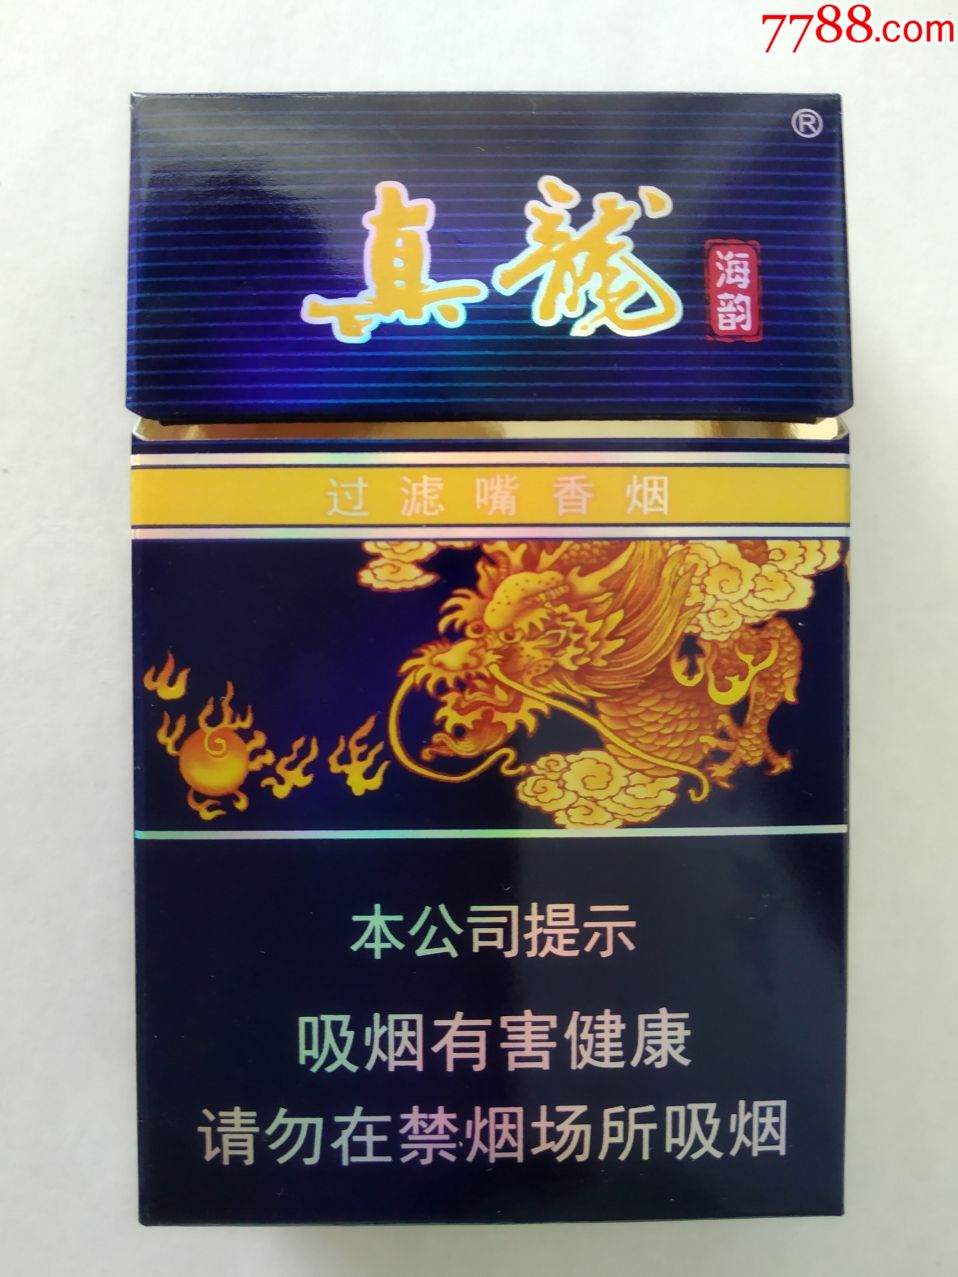 7788.com
®
真龍
海韵
过滤嘴香烟
本公司提示
吸烟有害健康
请勿在禁烟场所吸烟